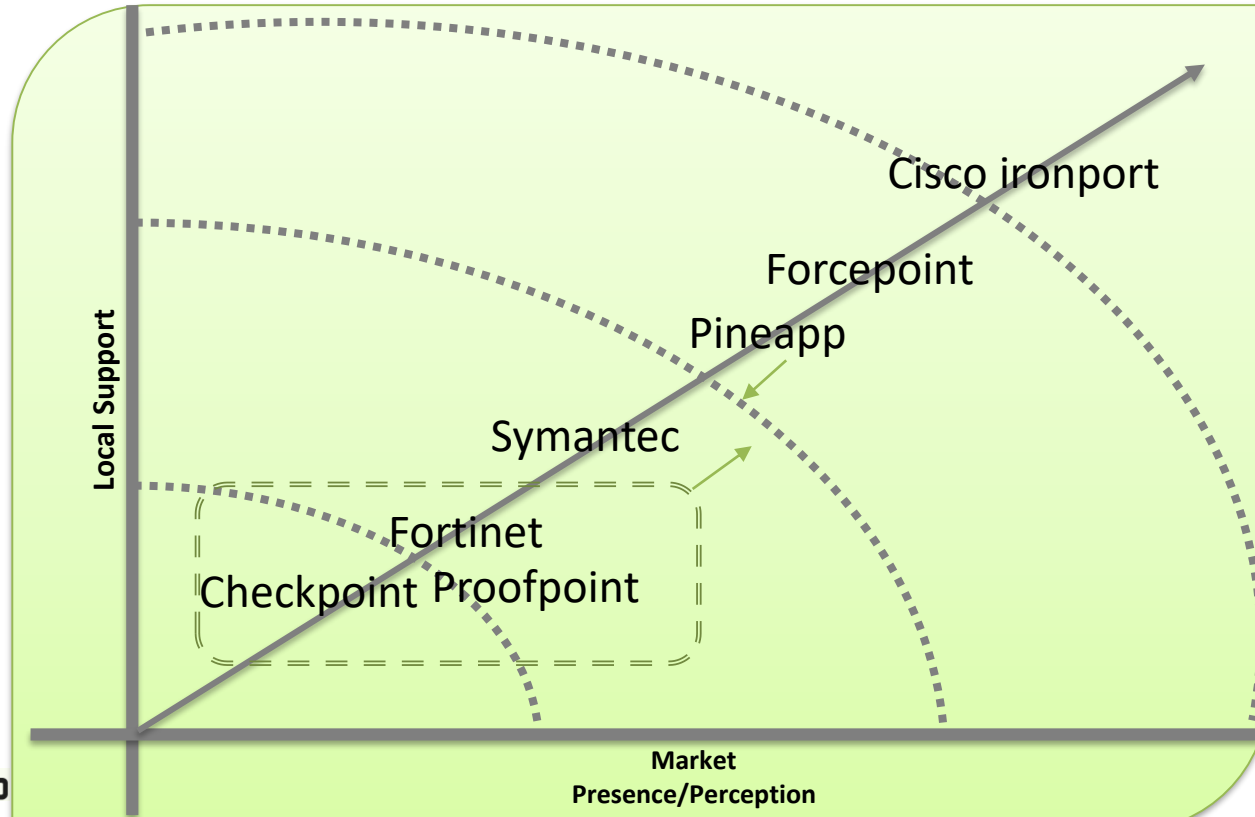 Cisco ironport
Forcepoint
Pineapp
Local Support
Symantec
Fortinet
Checkpoint
Proofpoint
Market
Presence/Perception